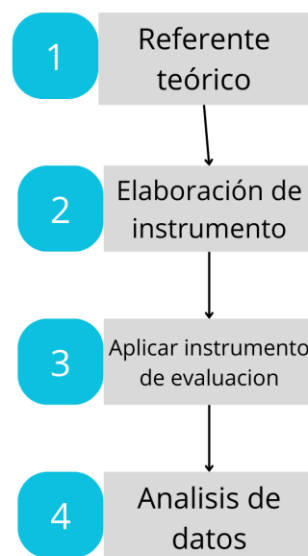 1
Referente
teórico
2
Elaboración de
instrumento
3
Aplicar instrumento
de evaluacion
4
Analisis de
datos